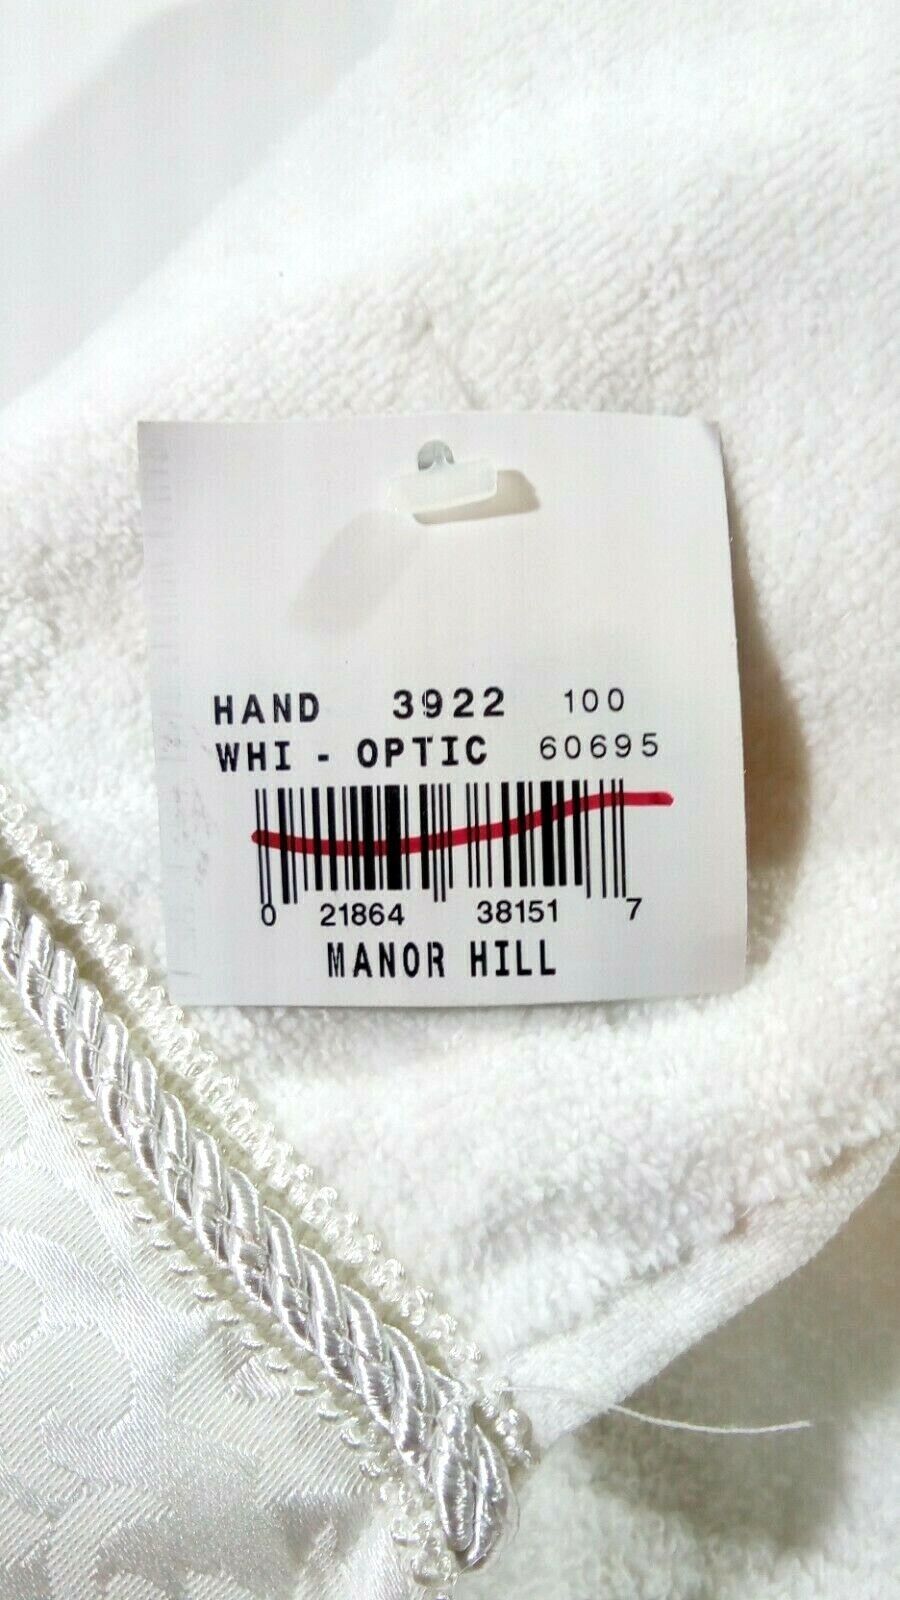 HAND 3922 100
WHI - OPTIC 60695
0 21864 38151 7
MANOR HILL